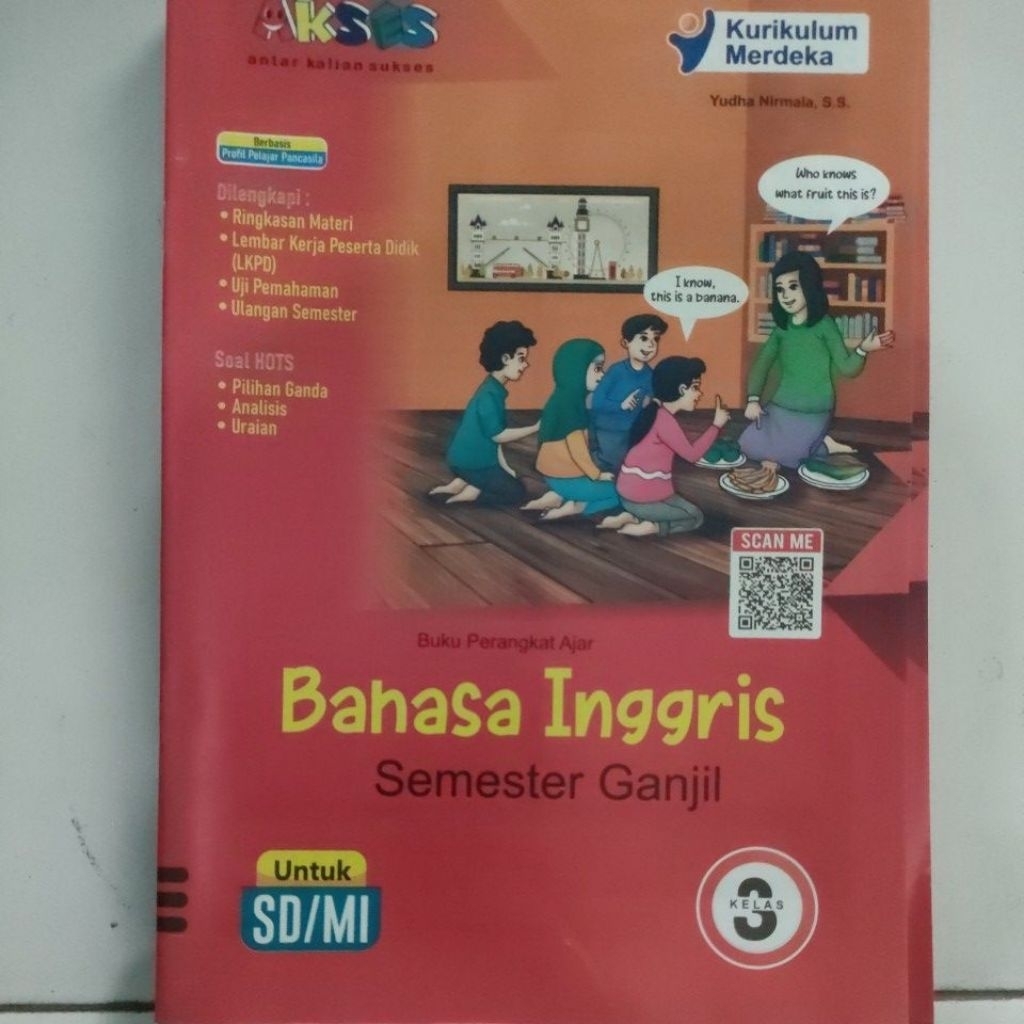 AKSES
antar kalian sukses
Kurikulum
Merdeka
Yudha Nirmala, S.S.
Berbasis
Profil Pelajar Pancasila
Dilengkapi :
• Ringkasan Materi
• Lembar Kerja Peserta Didik
(LKPD)
• Uji Pemahaman
• Ulangan Semester
Soal HOTS
• Pilihan Ganda
• Analisis
• Uraian
Who knows
what fruit this is?
I know,
this is a banana.
SCAN ME
Buku Perangkat Ajar
Bahasa Inggris
Semester Ganjil
Untuk
SD/MI
3
KELAS